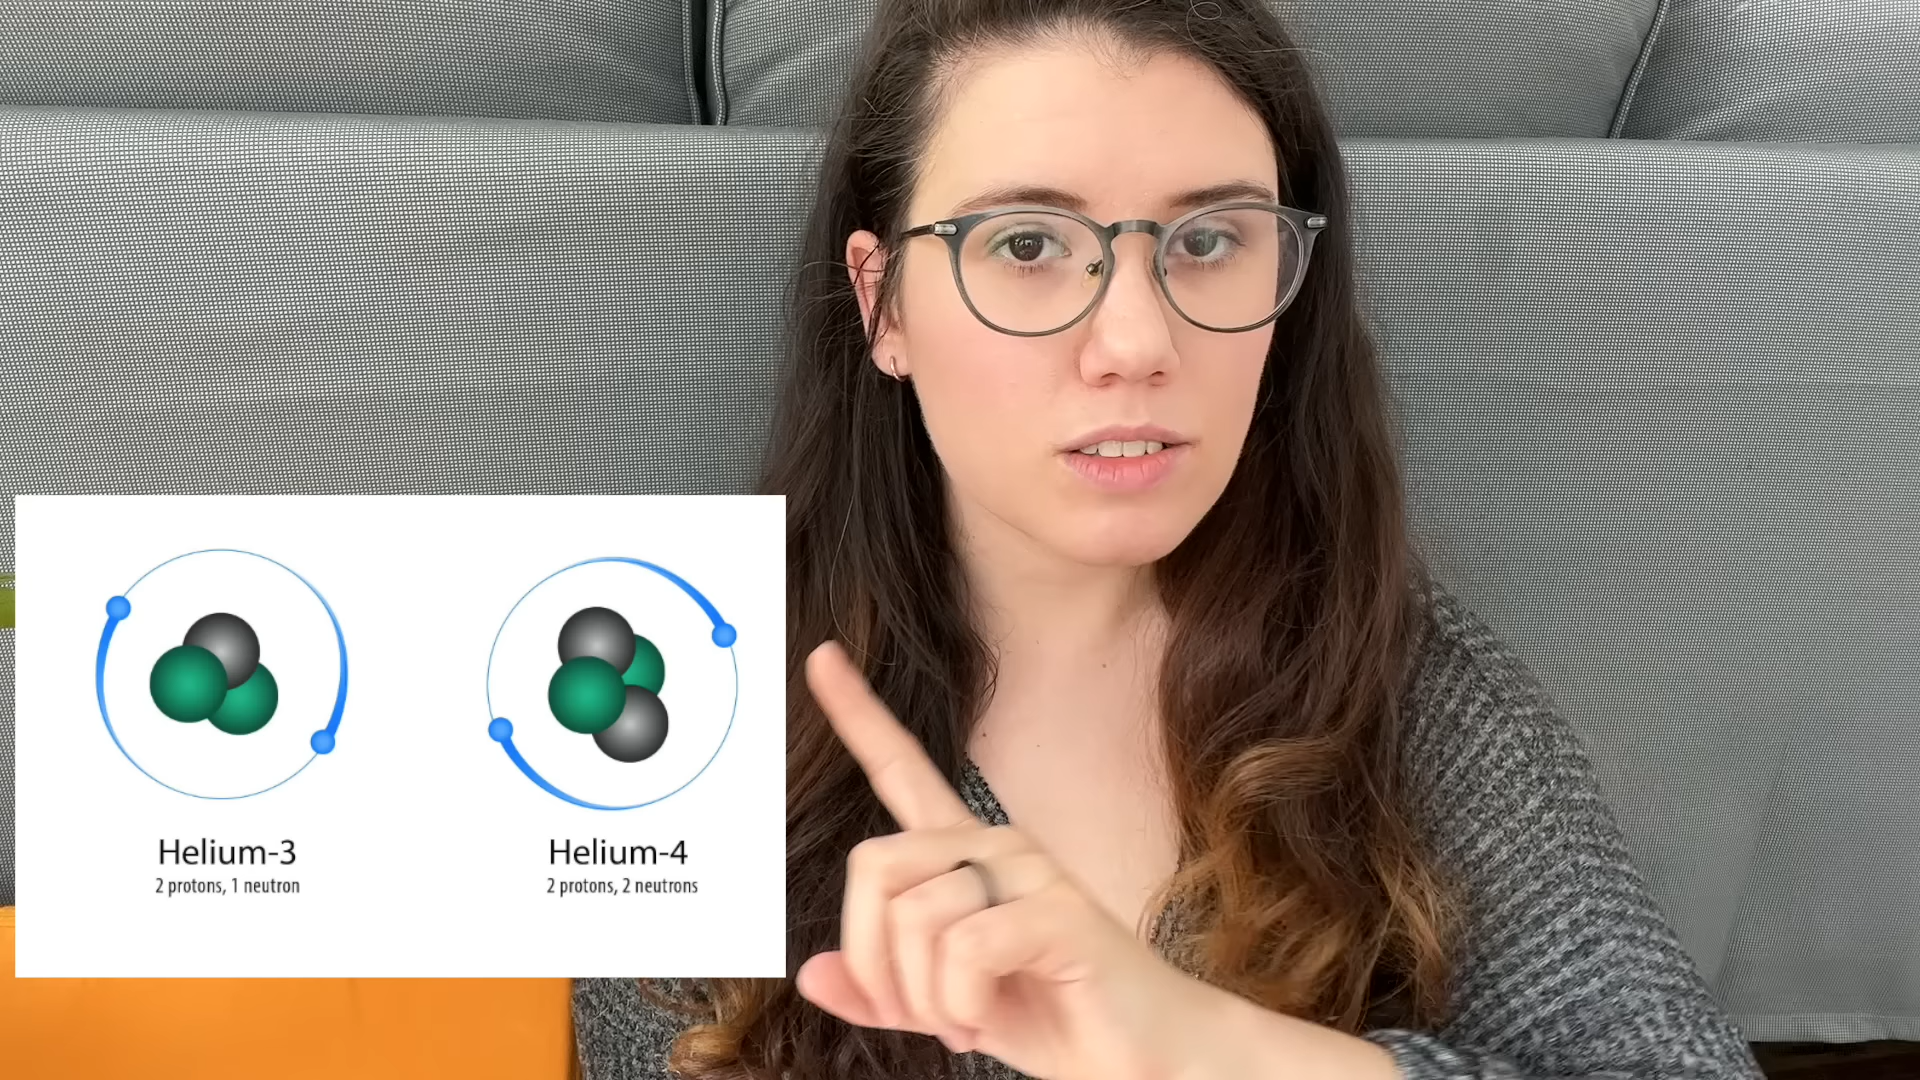 Helium-3
2 protons, 1 neutron
Helium-4
2 protons, 2 neutrons